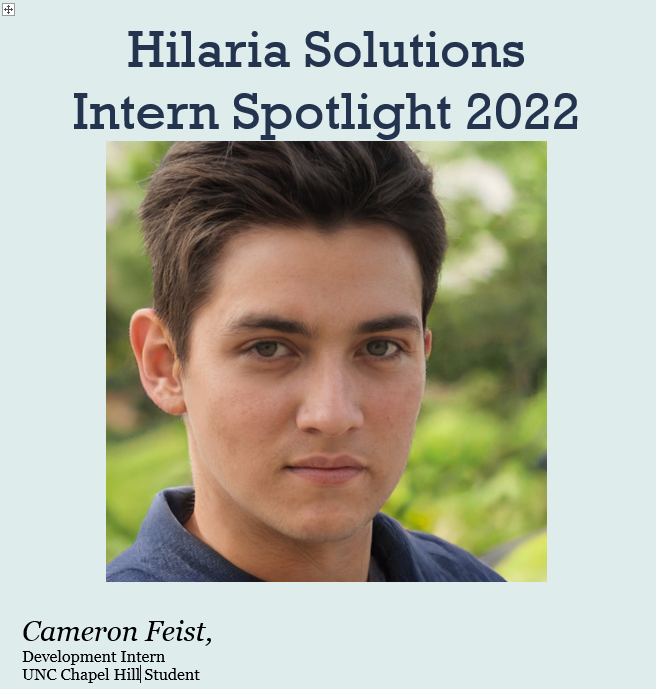 Hilaria Solutions
Intern Spotlight 2022
Cameron Feist,
Development Intern
UNC Chapel Hill Student